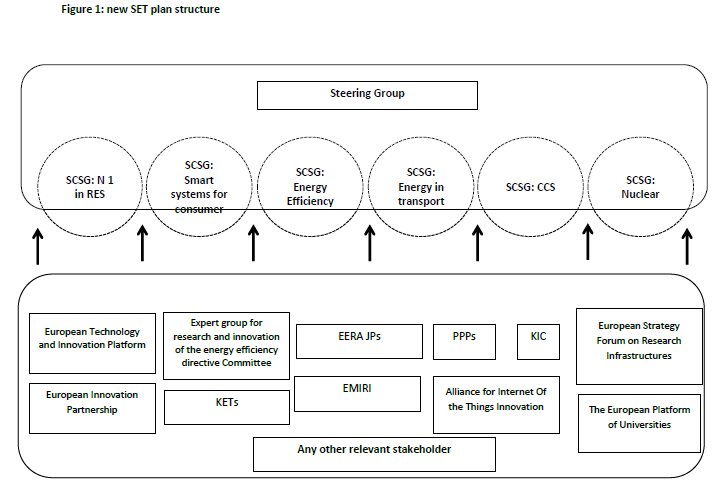 Figure 1: new SET plan structure
Steering Group
SCSG: N 1
in RES
SCSG:
Smart
systems for
consumer
SCSG:
Energy
Efficiency
SCSG:
Energy in
transport
SCSG: CCS
SCSG:
Nuclear
European Technology
and Innovation Platform
Expert group for
research and innovation
of the energy efficiency
directive Committee
EERA JPs
PPPs
KIC
European Strategy
Forum on Research
Infrastructures
European Innovation
Partnership
KETs
EMIRI
Alliance for Internet Of
the Things Innovation
The European Platform
of Universities
Any other relevant stakeholder